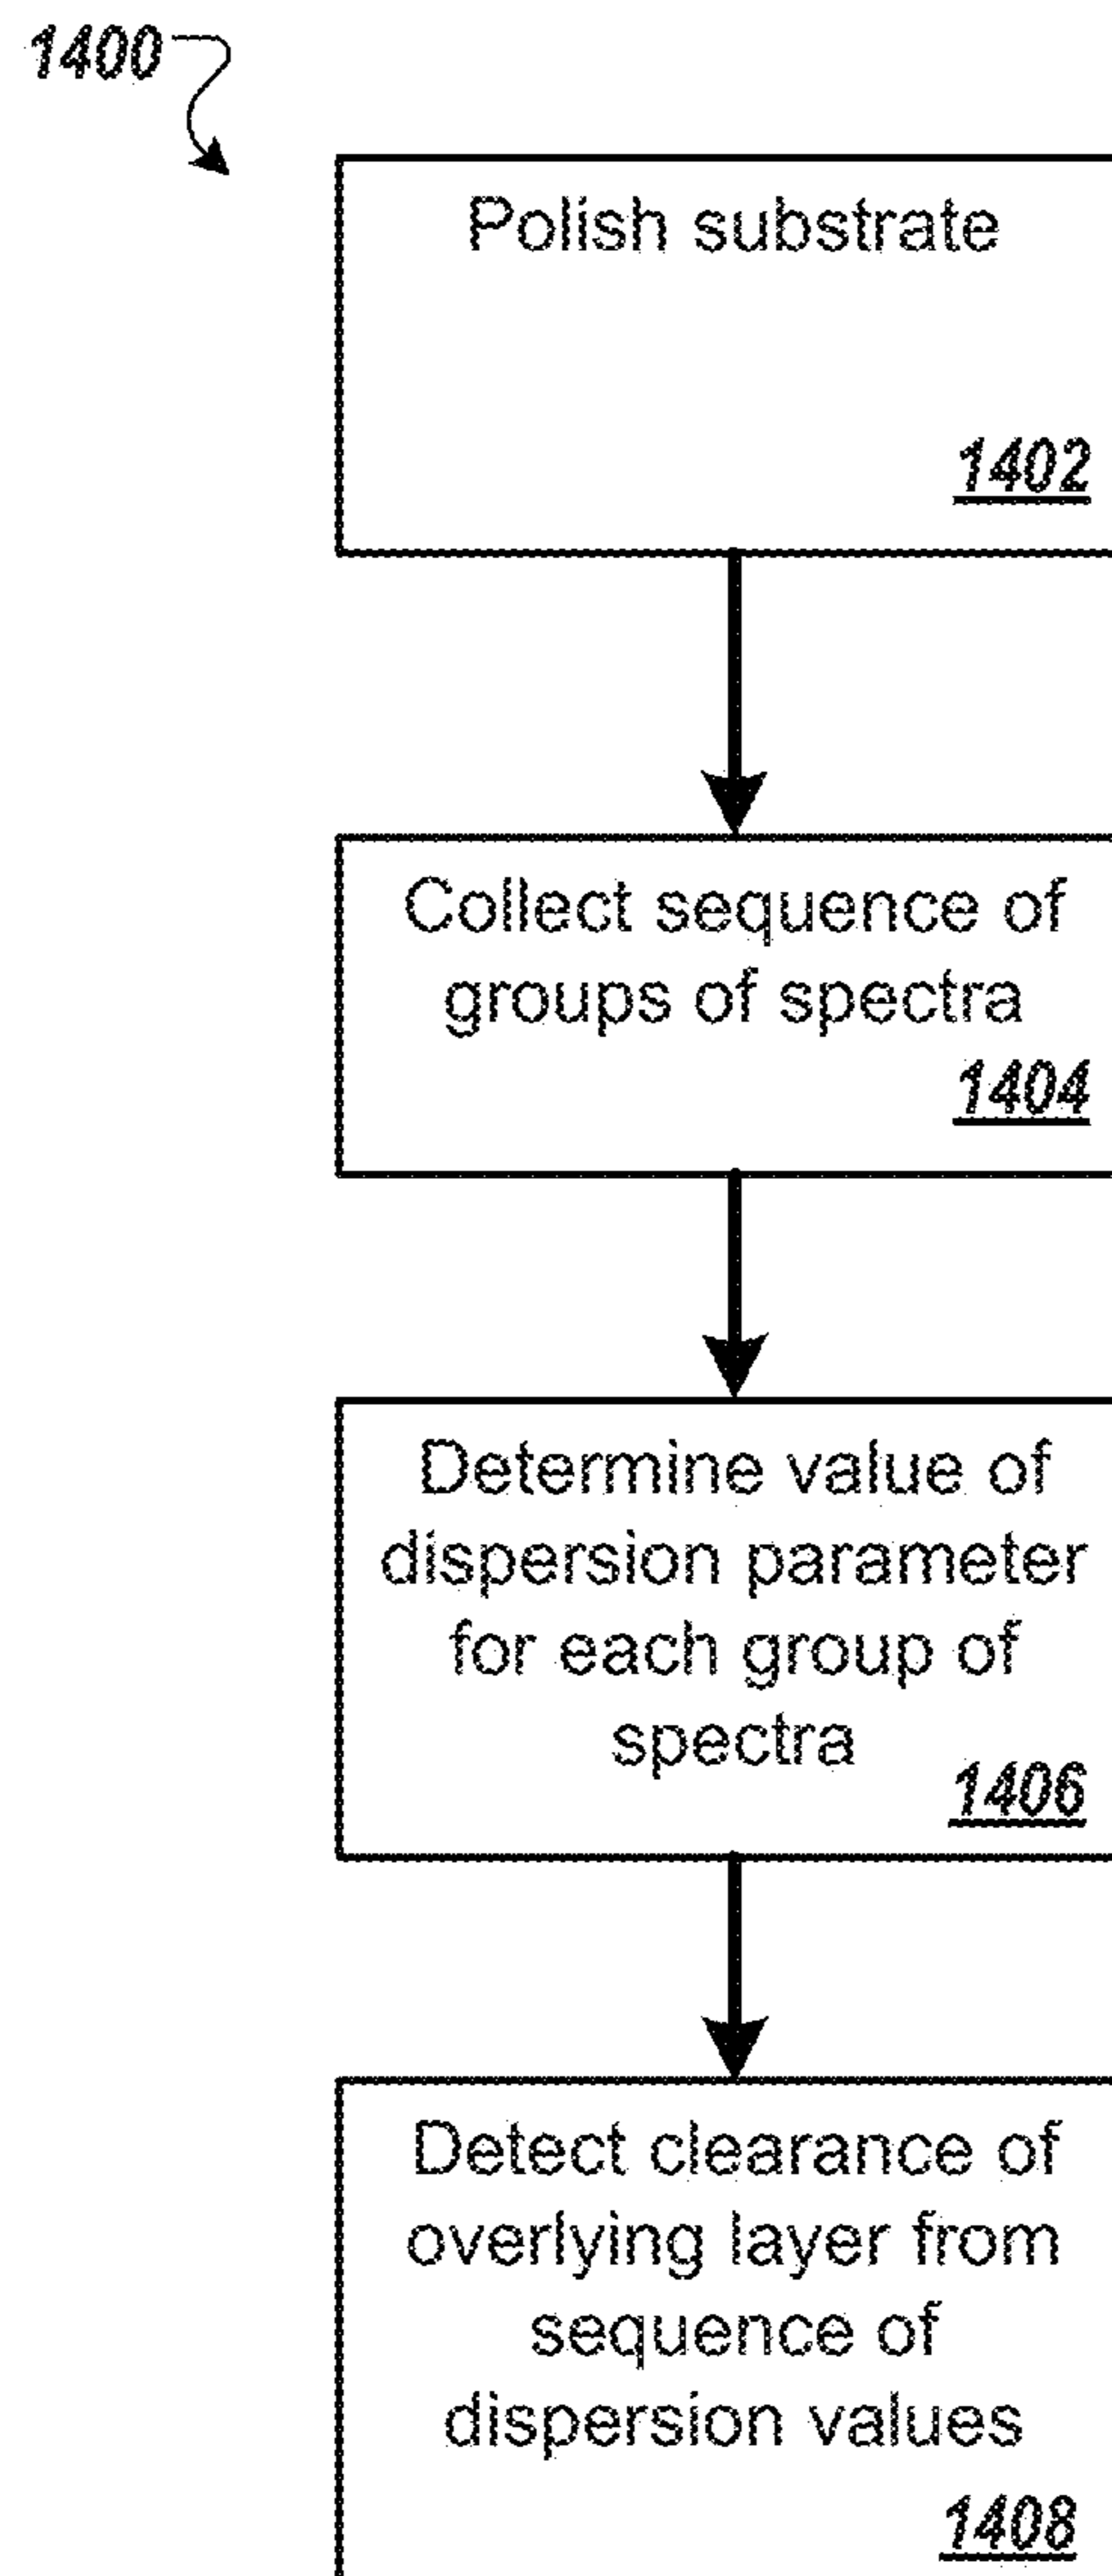 1400
Polish substrate
1402
Collect sequence of
groups of spectra
1404
Determine value of
dispersion parameter
for each group of
spectra
1406
Detect clearance of
overlying layer from
sequence of
dispersion values
1408